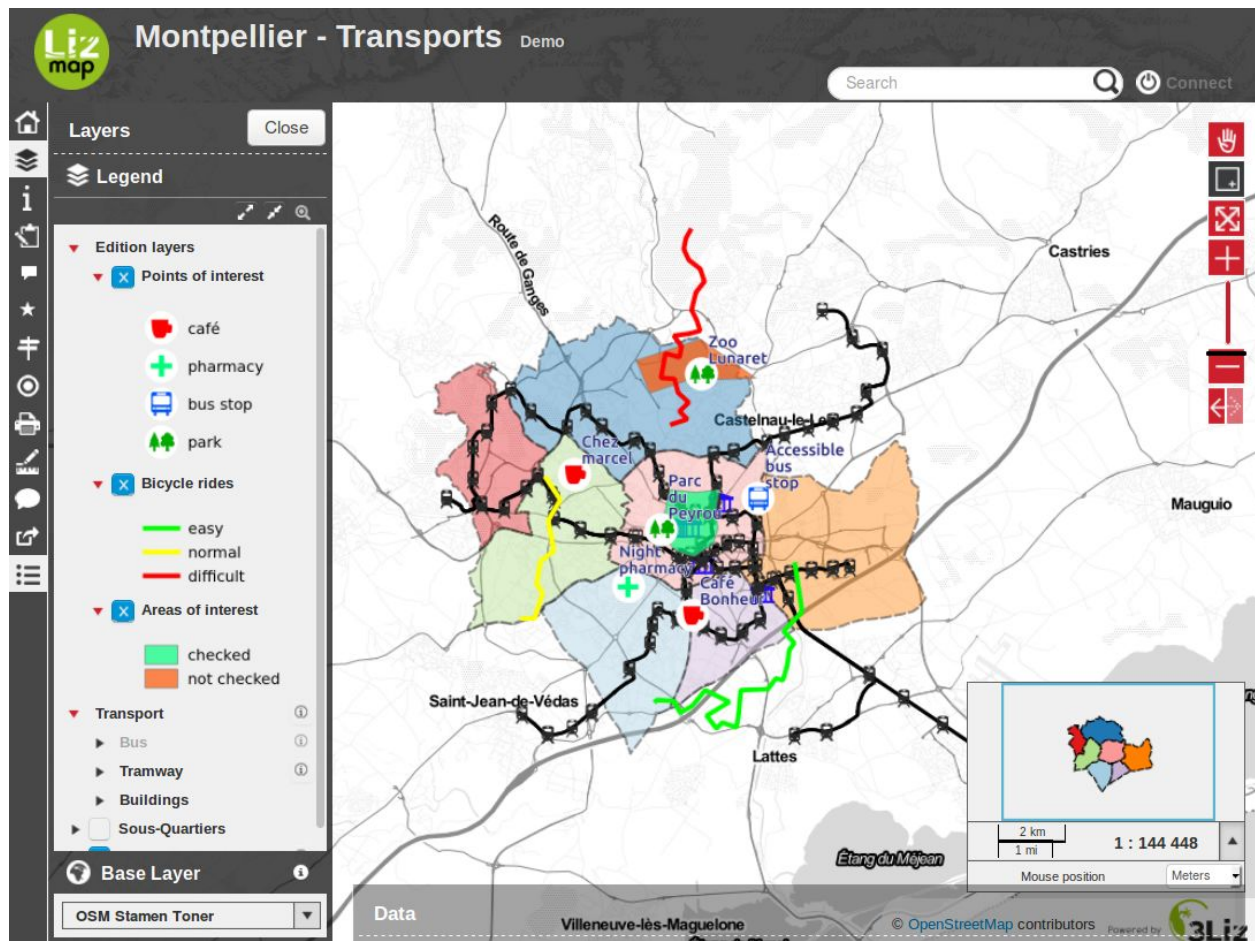 Liz
map
Montpellier - Transports Demo
Search
Connect
Layers
Close
Legend
Edition layers
Points of interest
café
pharmacy
bus stop
park
Bicycle rides
easy
normal
difficult
Areas of interest
checked
not checked
Transport
Bus
Tramway
Buildings
Sous-Quartiers
Base Layer
OSM Stamen Toner
Route de Ganges
Castries
Zoo
Lunaret
Castelnau-le-Lez
Chez
marcel
Accessible
bus
stop
Parc
du
Peyrou
Mauguio
Night
pharmacy
Café
Bonheur
Saint-Jean-de-Védas
Lattes
Étang du Méjean
Villeneuve-lès-Maguelone
2 km
1 mi
1 : 144 448
Mouse position
Meters
Data
© OpenStreetMap contributors
Powered by
3Liz